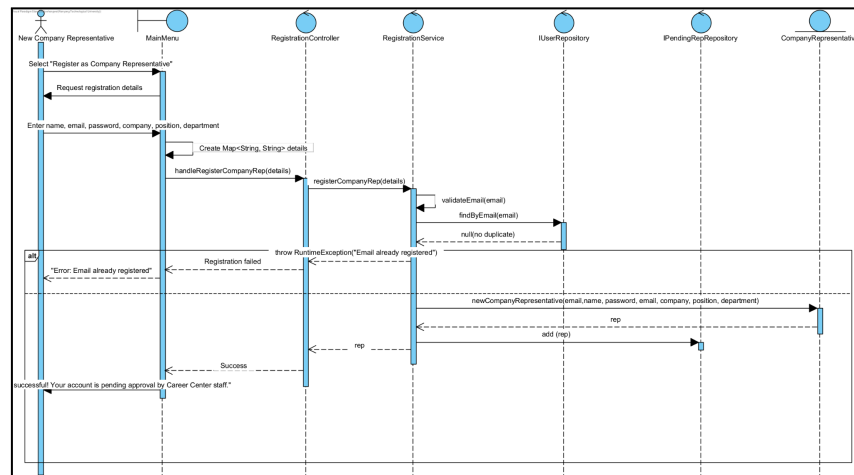 New Company Representative
MainMenu
RegistrationController
RegistrationService
IUserRepository
IPendingRepRepository
CompanyRepresentative
Select "Register as Company Representative"
Request registration details
Enter name, email, password, company, position, department
Create Map<String, String> details
handleRegisterCompanyRep(details)
registerCompanyRep(details)
validateEmail(email)
findByEmail(email)
null(no duplicate)
alt
throw RuntimeException("Email already registered")
Registration failed
"Error: Email already registered"
newCompanyRepresentative(email,name, password, email, company, position, department)
rep
add (rep)
rep
Success
successful! Your account is pending approval by Career Center staff."